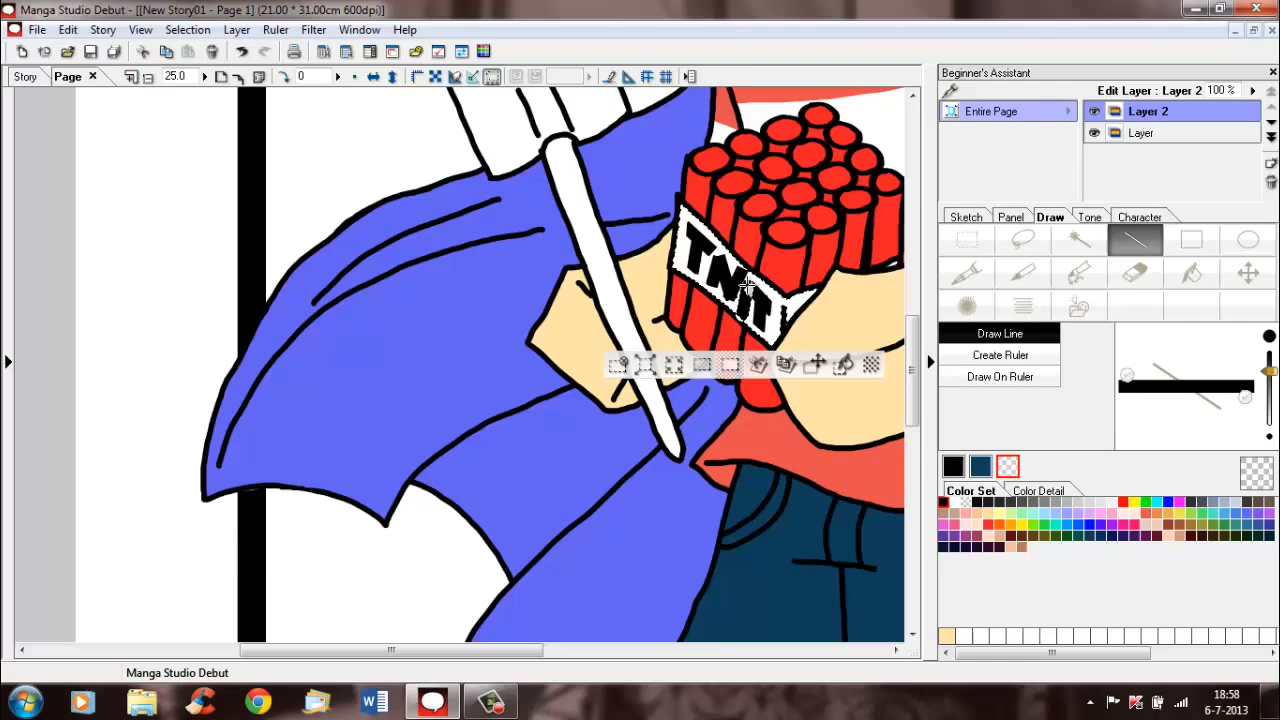 Manga Studio Debut - [[New Story01 - Page 1] (21.00 * 31.00cm 600dpi)]
File Edit Story View Selection Layer Ruler Filter Window Help
Story Page 25.0 0
Beginner's Assistant
Edit Layer : Layer 2 100 %
Entire Page
Layer 2
Layer
Sketch Panel Draw Tone Character
Draw Line
Create Ruler
Draw On Ruler
Color Set Color Detail
Manga Studio Debut
18:58
6-7-2013